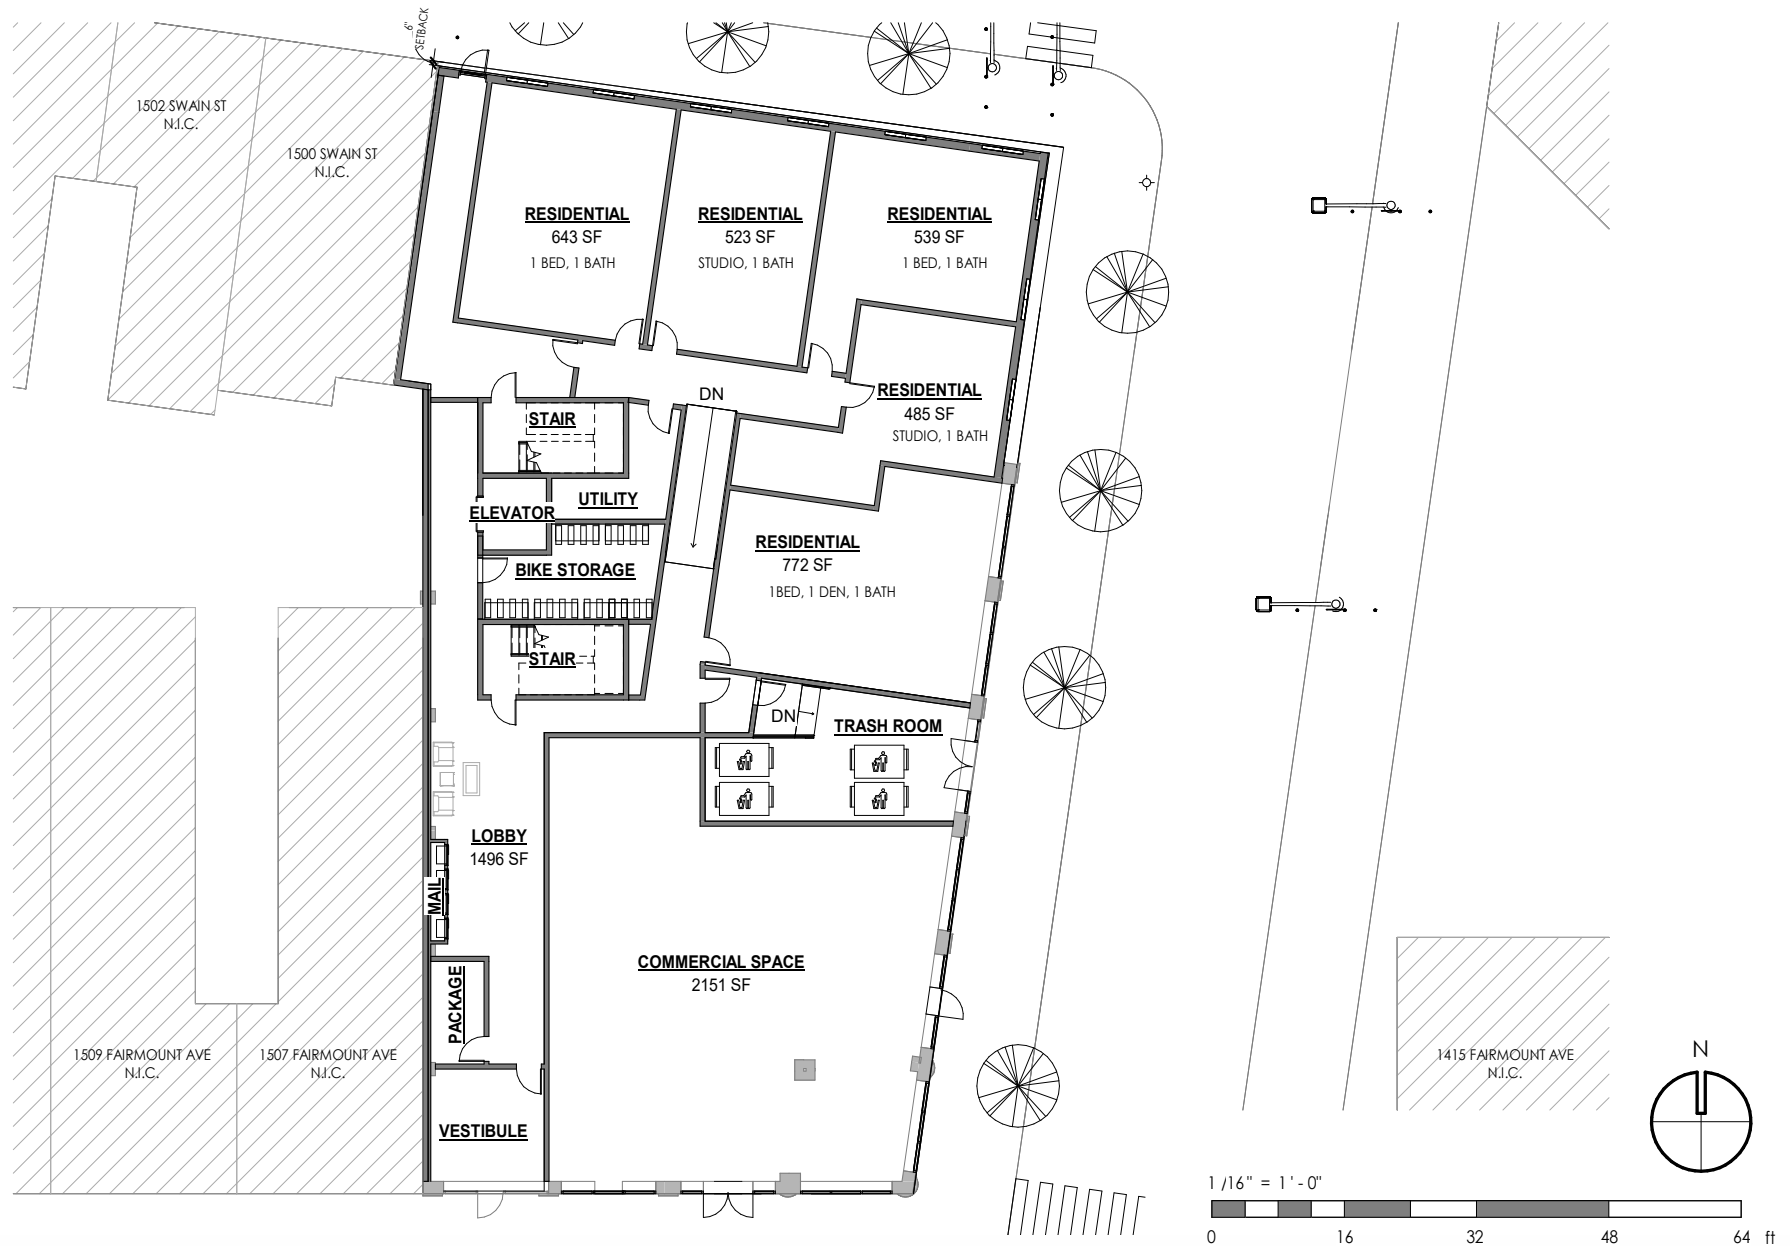 6"
SETBACK
1502 SWAIN ST
N.I.C.
1500 SWAIN ST
N.I.C.
RESIDENTIAL
643 SF
1 BED, 1 BATH
RESIDENTIAL
523 SF
STUDIO, 1 BATH
RESIDENTIAL
539 SF
1 BED, 1 BATH
RESIDENTIAL
485 SF
STUDIO, 1 BATH
DN
STAIR
UTILITY
ELEVATOR
BIKE STORAGE
RESIDENTIAL
772 SF
1BED, 1 DEN, 1 BATH
STAIR
DN
TRASH ROOM
LOBBY
1496 SF
MAIL
COMMERCIAL SPACE
2151 SF
PACKAGE
VESTIBULE
1509 FAIRMOUNT AVE
N.I.C.
1507 FAIRMOUNT AVE
N.I.C.
1415 FAIRMOUNT AVE
N.I.C.
N
1 /16" = 1' - 0"
0 16 32 48 64 ft